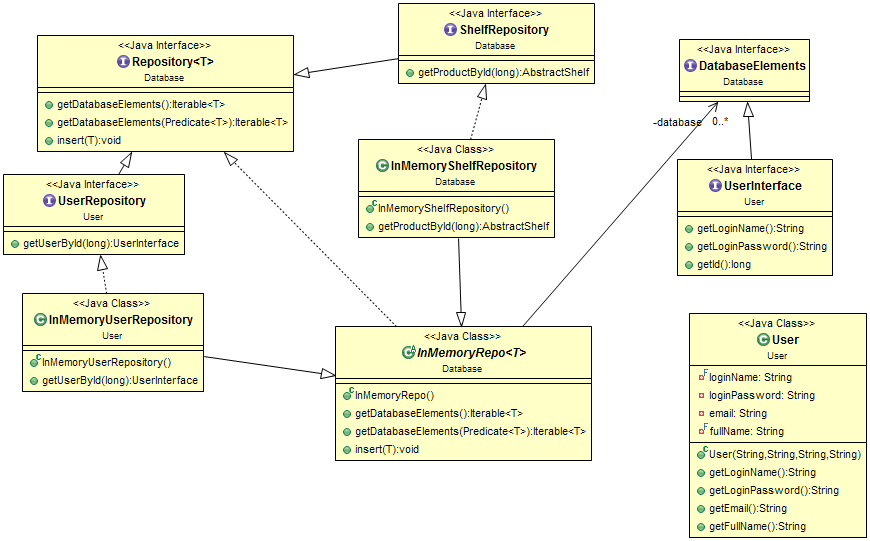 <<Java Interface>>
Repository<T>
Database
getDatabaseElements():Iterable<T>
getDatabaseElements(Predicate<T>):Iterable<T>
insert(T):void
<<Java Interface>>
ShelfRepository
Database
getProductById(long):AbstractShelf
<<Java Interface>>
DatabaseElements
Database
-database 0..*
<<Java Class>>
InMemoryShelfRepository
Database
InMemoryShelfRepository()
getProductById(long):AbstractShelf
<<Java Interface>>
UserInterface
User
getLoginName():String
getLoginPassword():String
getId():long
<<Java Interface>>
UserRepository
User
getUserById(long):UserInterface
<<Java Class>>
InMemoryUserRepository
User
InMemoryUserRepository()
getUserById(long):UserInterface
<<Java Class>>
InMemoryRepo<T>
Database
InMemoryRepo()
getDatabaseElements():Iterable<T>
getDatabaseElements(Predicate<T>):Iterable<T>
insert(T):void
<<Java Class>>
User
User
loginName: String
loginPassword: String
email: String
fullName: String
User(String,String,String,String)
getLoginName():String
getLoginPassword():String
getEmail():String
getFullName():String